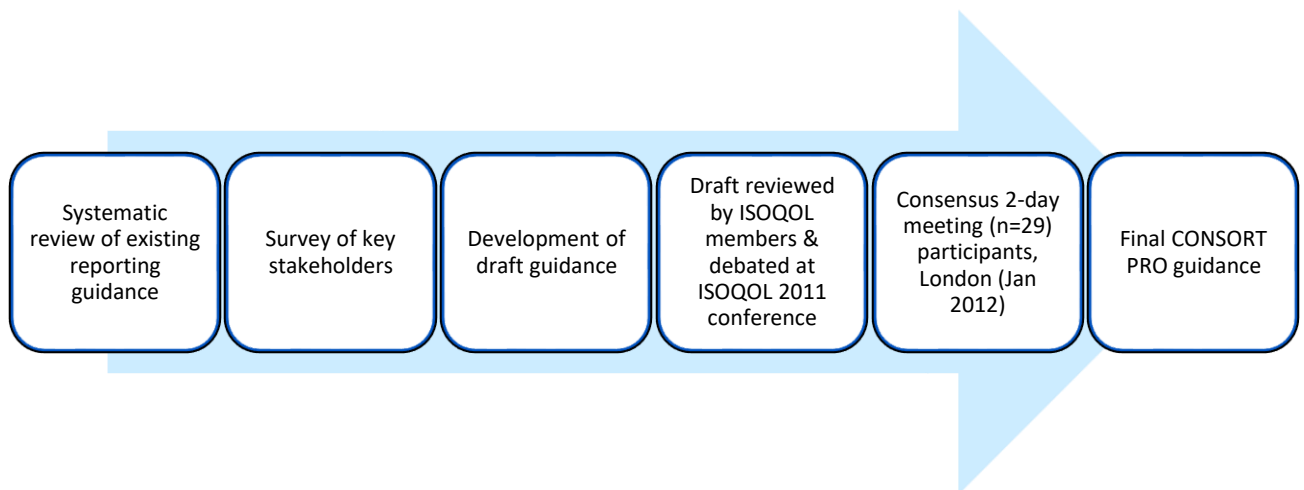 Systematic
review of existing
reporting
guidance
Survey of key
stakeholders
Development of
draft guidance
Draft reviewed
by ISOQOL
members &
debated at
ISOQOL 2011
conference
Consensus 2-day
meeting (n=29)
participants,
London (Jan
2012)
Final CONSORT
PRO guidance